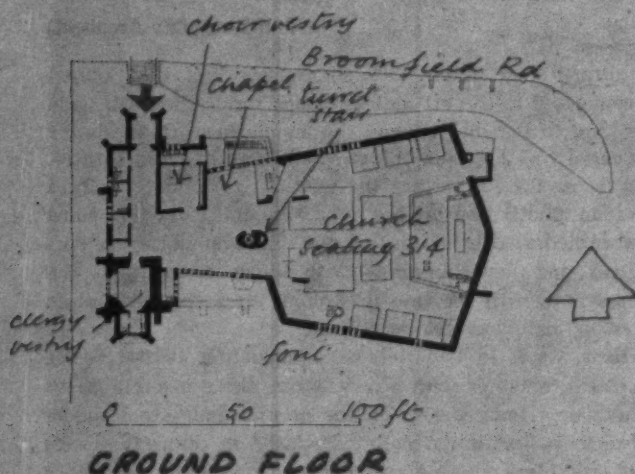 choir vestry
Broomfield Rd
chapel
turret
stair
church
seating 314
clergy
vestry
font
0 50 100 ft.
GROUND FLOOR